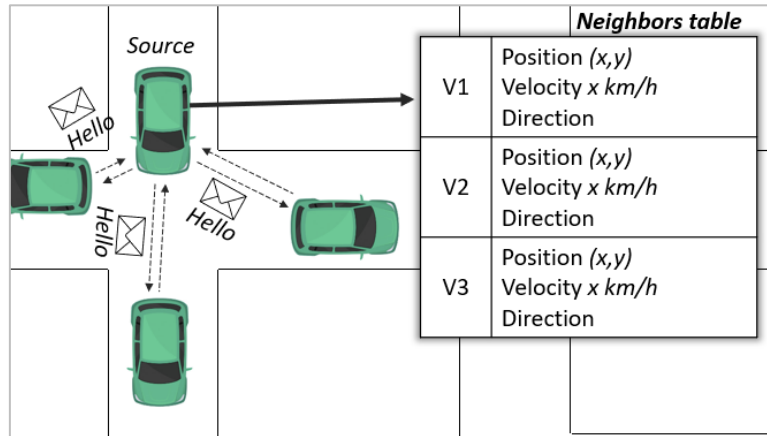 Neighbors table
Source
V1
Position (x,y)
Velocity x km/h
Direction
V2
Position (x,y)
Velocity x km/h
Direction
V3
Position (x,y)
Velocity x km/h
Direction
Hello
Hello
Hello